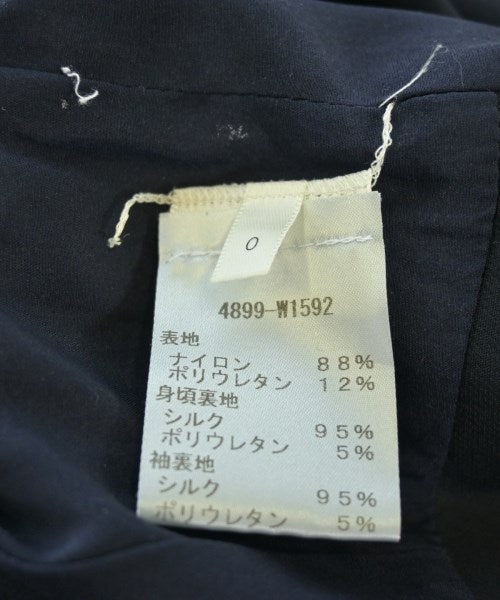 0
4899-W1592
表地
ナイロン 88%
ポリウレタン 12%
身頃裏地
シルク 95%
ポリウレタン 5%
袖裏地
シルク 95%
ポリウレタン 5%